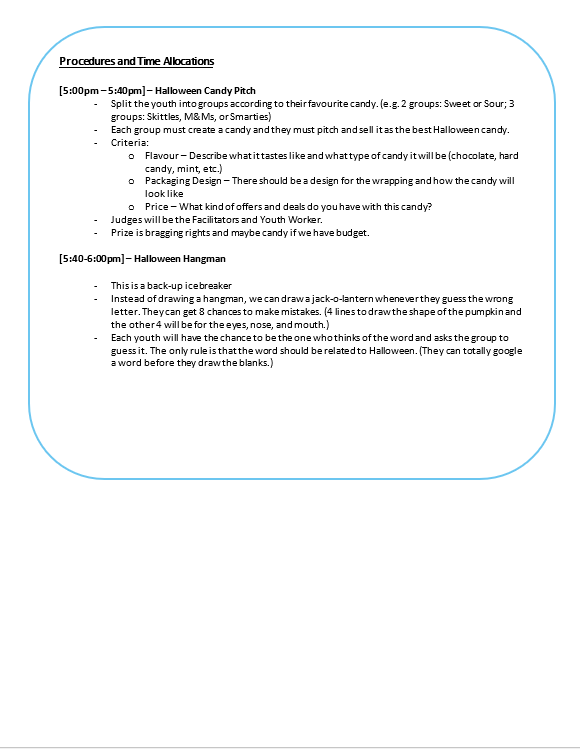 Procedures and Time Allocations
[5:00pm – 5:40pm] – Halloween Candy Pitch
- Split the youth into groups according to their favourite candy. (e.g. 2 groups: Sweet or Sour; 3
groups: Skittles, M&Ms, or Smarties)
- Each group must create a candy and they must pitch and sell it as the best Halloween candy.
- Criteria:
o Flavour – Describe what it tastes like and what type of candy it will be (chocolate, hard
candy, mint, etc.)
o Packaging Design – There should be a design for the wrapping and how the candy will
look like
o Price – What kind of offers and deals do you have with this candy?
- Judges will be the Facilitators and Youth Worker.
- Prize is bragging rights and maybe candy if we have budget.
[5:40-6:00pm] – Halloween Hangman
- This is a back-up icebreaker
- Instead of drawing a hangman, we can draw a jack-o-lantern whenever they guess the wrong
letter. They can get 8 chances to make mistakes. (4 lines to draw the shape of the pumpkin and
the other 4 will be for the eyes, nose, and mouth.)
- Each youth will have the chance to be the one who thinks of the word and asks the group to
guess it. The only rule is that the word should be related to Halloween. (They can totally google
a word before they draw the blanks.)